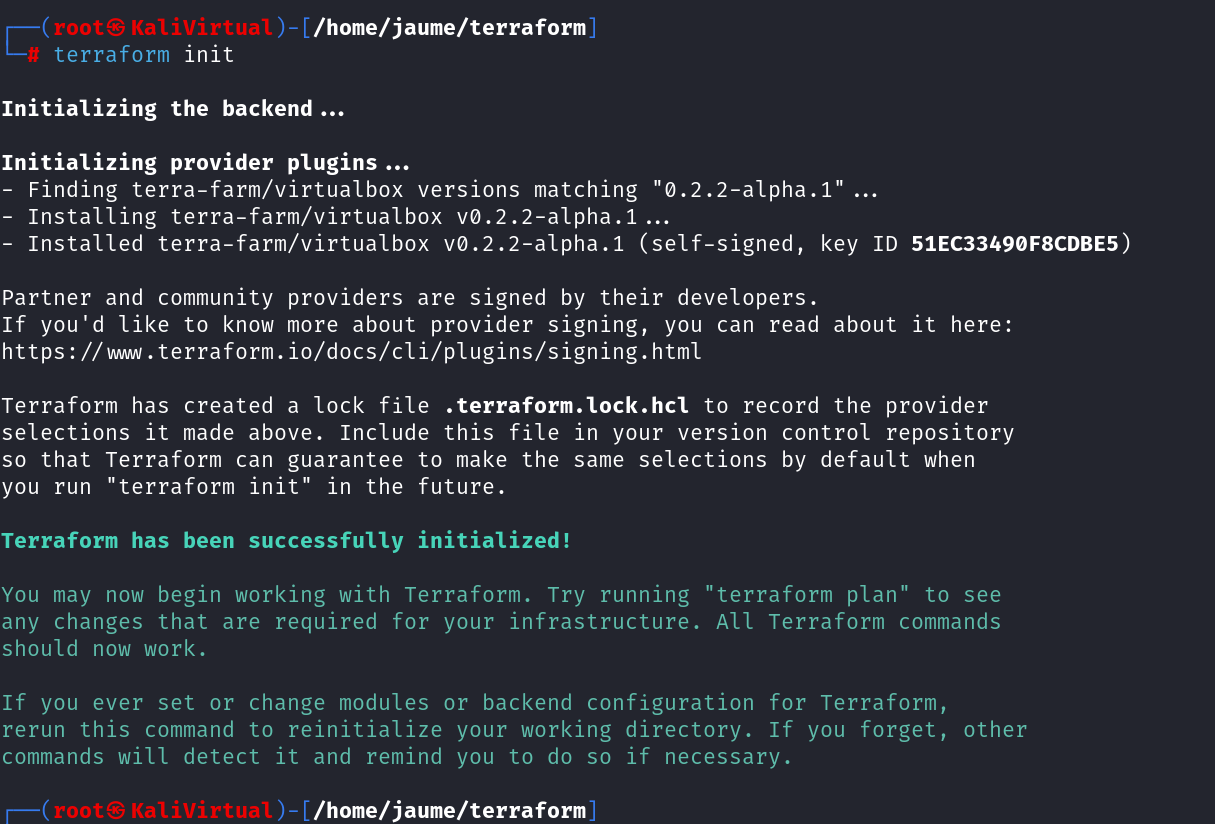 ┌──(root㉿KaliVirtual)-[/home/jaume/terraform]
└─# terraform init
Initializing the backend...
Initializing provider plugins...
- Finding terra-farm/virtualbox versions matching "0.2.2-alpha.1"...
- Installing terra-farm/virtualbox v0.2.2-alpha.1...
- Installed terra-farm/virtualbox v0.2.2-alpha.1 (self-signed, key ID 51EC33490F8CDBE5)
Partner and community providers are signed by their developers.
If you'd like to know more about provider signing, you can read about it here:
https://www.terraform.io/docs/cli/plugins/signing.html
Terraform has created a lock file .terraform.lock.hcl to record the provider
selections it made above. Include this file in your version control repository
so that Terraform can guarantee to make the same selections by default when
you run "terraform init" in the future.
Terraform has been successfully initialized!
You may now begin working with Terraform. Try running "terraform plan" to see
any changes that are required for your infrastructure. All Terraform commands
should now work.
If you ever set or change modules or backend configuration for Terraform,
rerun this command to reinitialize your working directory. If you forget, other
commands will detect it and remind you to do so if necessary.
┌──(root㉿KaliVirtual)-[/home/jaume/terraform]